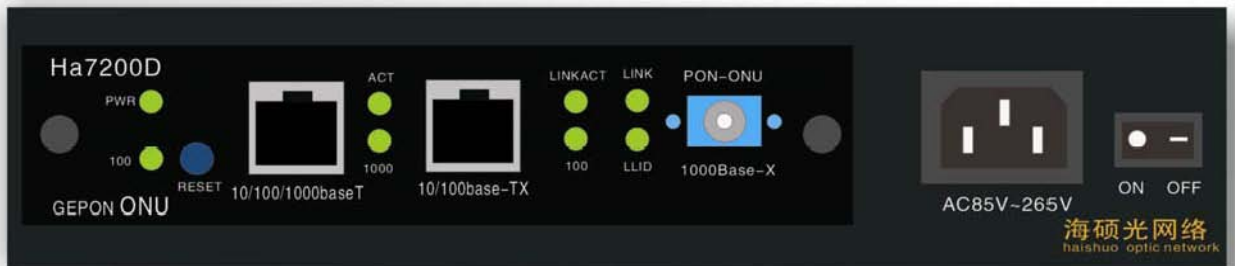 Ha7200D
PWR
100
RESET
GEPON ONU
10/100/1000baseT
ACT
1000
10/100base-TX
LINKACT
100
LINK
LLID
PON-ONU
1000Base-X
AC85V~265V
ON OFF
海硕光网络
haishuo optic network